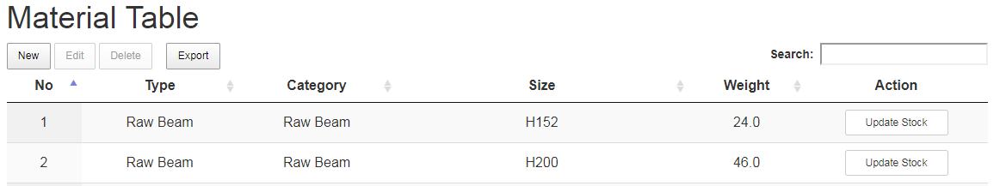 Material Table
New Edit Delete Export Search:
No Type Category Size Weight Action
1 Raw Beam Raw Beam H152 24.0 Update Stock
2 Raw Beam Raw Beam H200 46.0 Update Stock